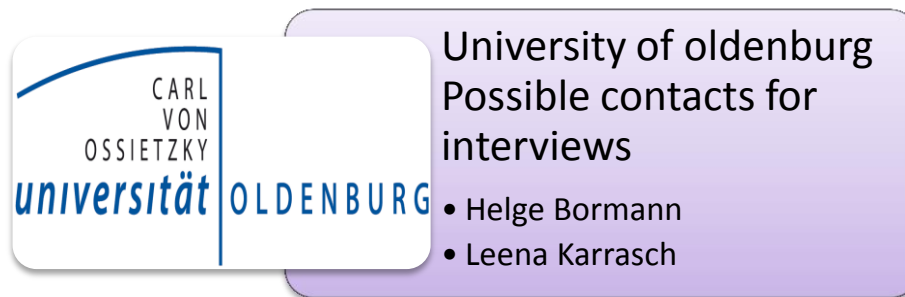 CARL
VON
OSSIETZKY
universität OLDENBURG
University of oldenburg
Possible contacts for
interviews
• Helge Bormann
• Leena Karrasch